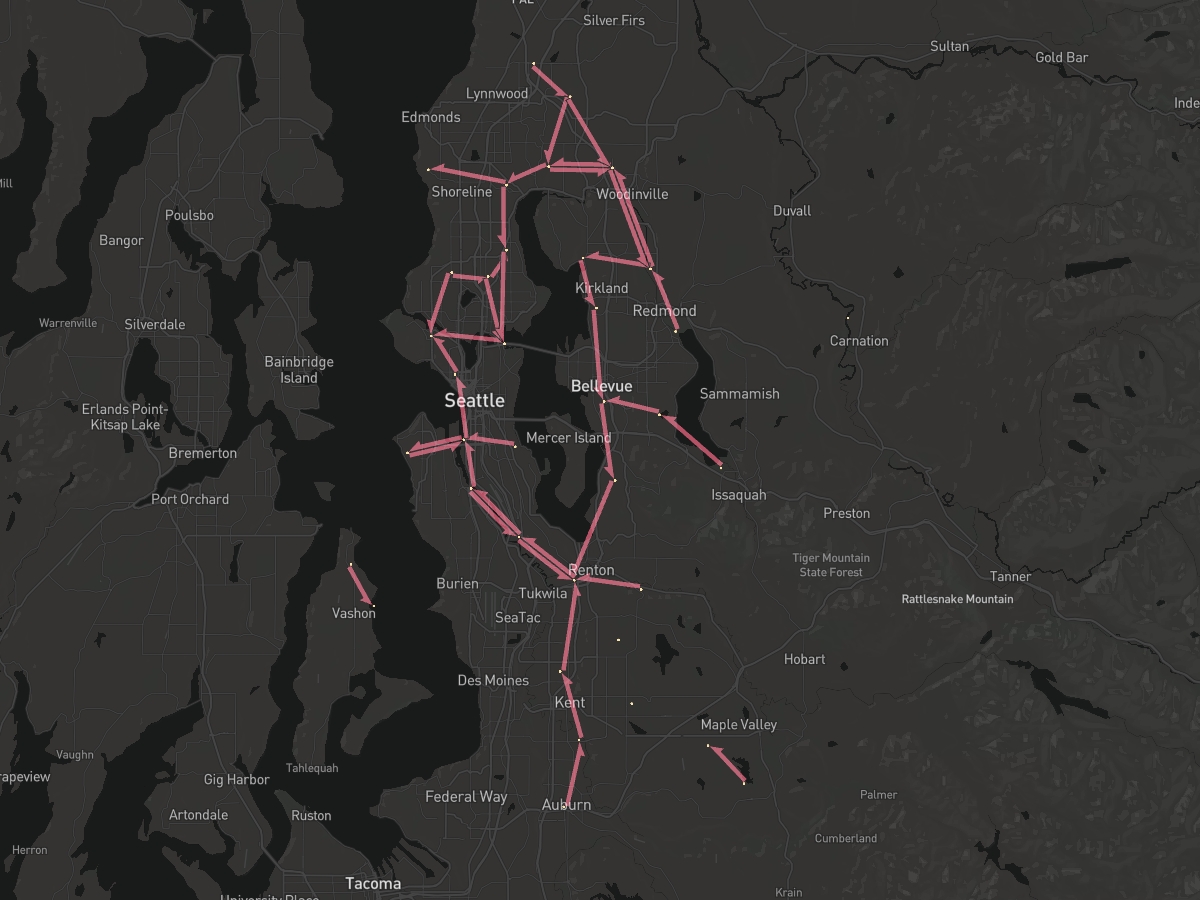 PAE
Silver Firs
Sultan
Gold Bar
Lynnwood
Edmonds
Shoreline
Woodinville
Poulsbo
Duvall
Bangor
Kirkland
Redmond
Warrenville
Silverdale
Carnation
Bainbridge
Island
Bellevue
Sammamish
Seattle
Erlands Point-
Kitsap Lake
Mercer Island
Bremerton
Issaquah
Port Orchard
Preston
Tiger Mountain
State Forest
Renton
Tanner
Burien
Tukwila
Rattlesnake Mountain
Vashon
SeaTac
Hobart
Des Moines
Kent
Maple Valley
Vaughn
Tahlequah
rapeview
Gig Harbor
Federal Way
Auburn
Palmer
Artondale
Ruston
Cumberland
Herron
Tacoma
Krain
University Place